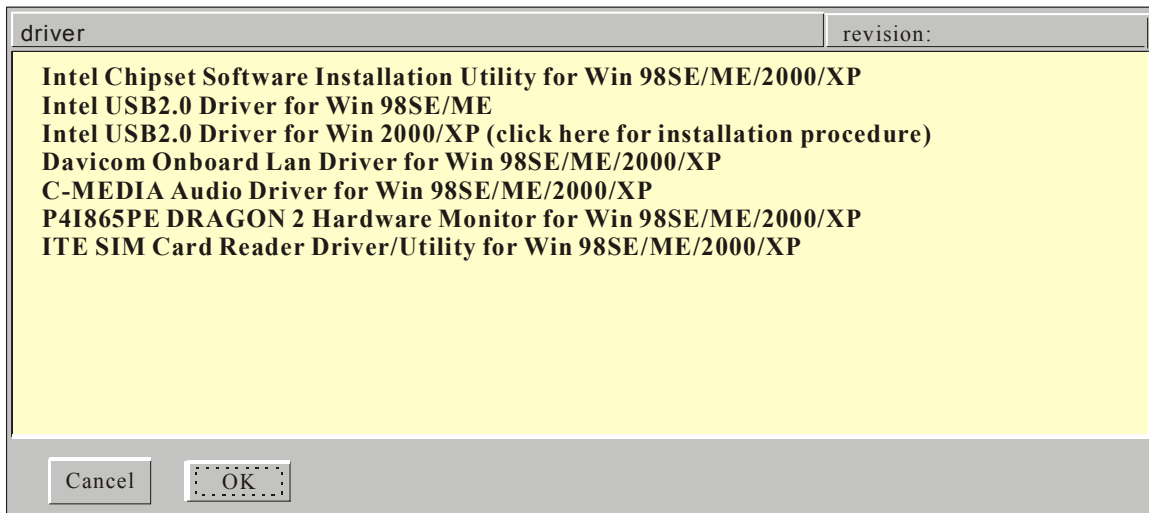 driver revision:
Intel Chipset Software Installation Utility for Win 98SE/ME/2000/XP
Intel USB2.0 Driver for Win 98SE/ME
Intel USB2.0 Driver for Win 2000/XP (click here for installation procedure)
Davicom Onboard Lan Driver for Win 98SE/ME/2000/XP
C-MEDIA Audio Driver for Win 98SE/ME/2000/XP
P4I865PE DRAGON 2 Hardware Monitor for Win 98SE/ME/2000/XP
ITE SIM Card Reader Driver/Utility for Win 98SE/ME/2000/XP
Cancel OK